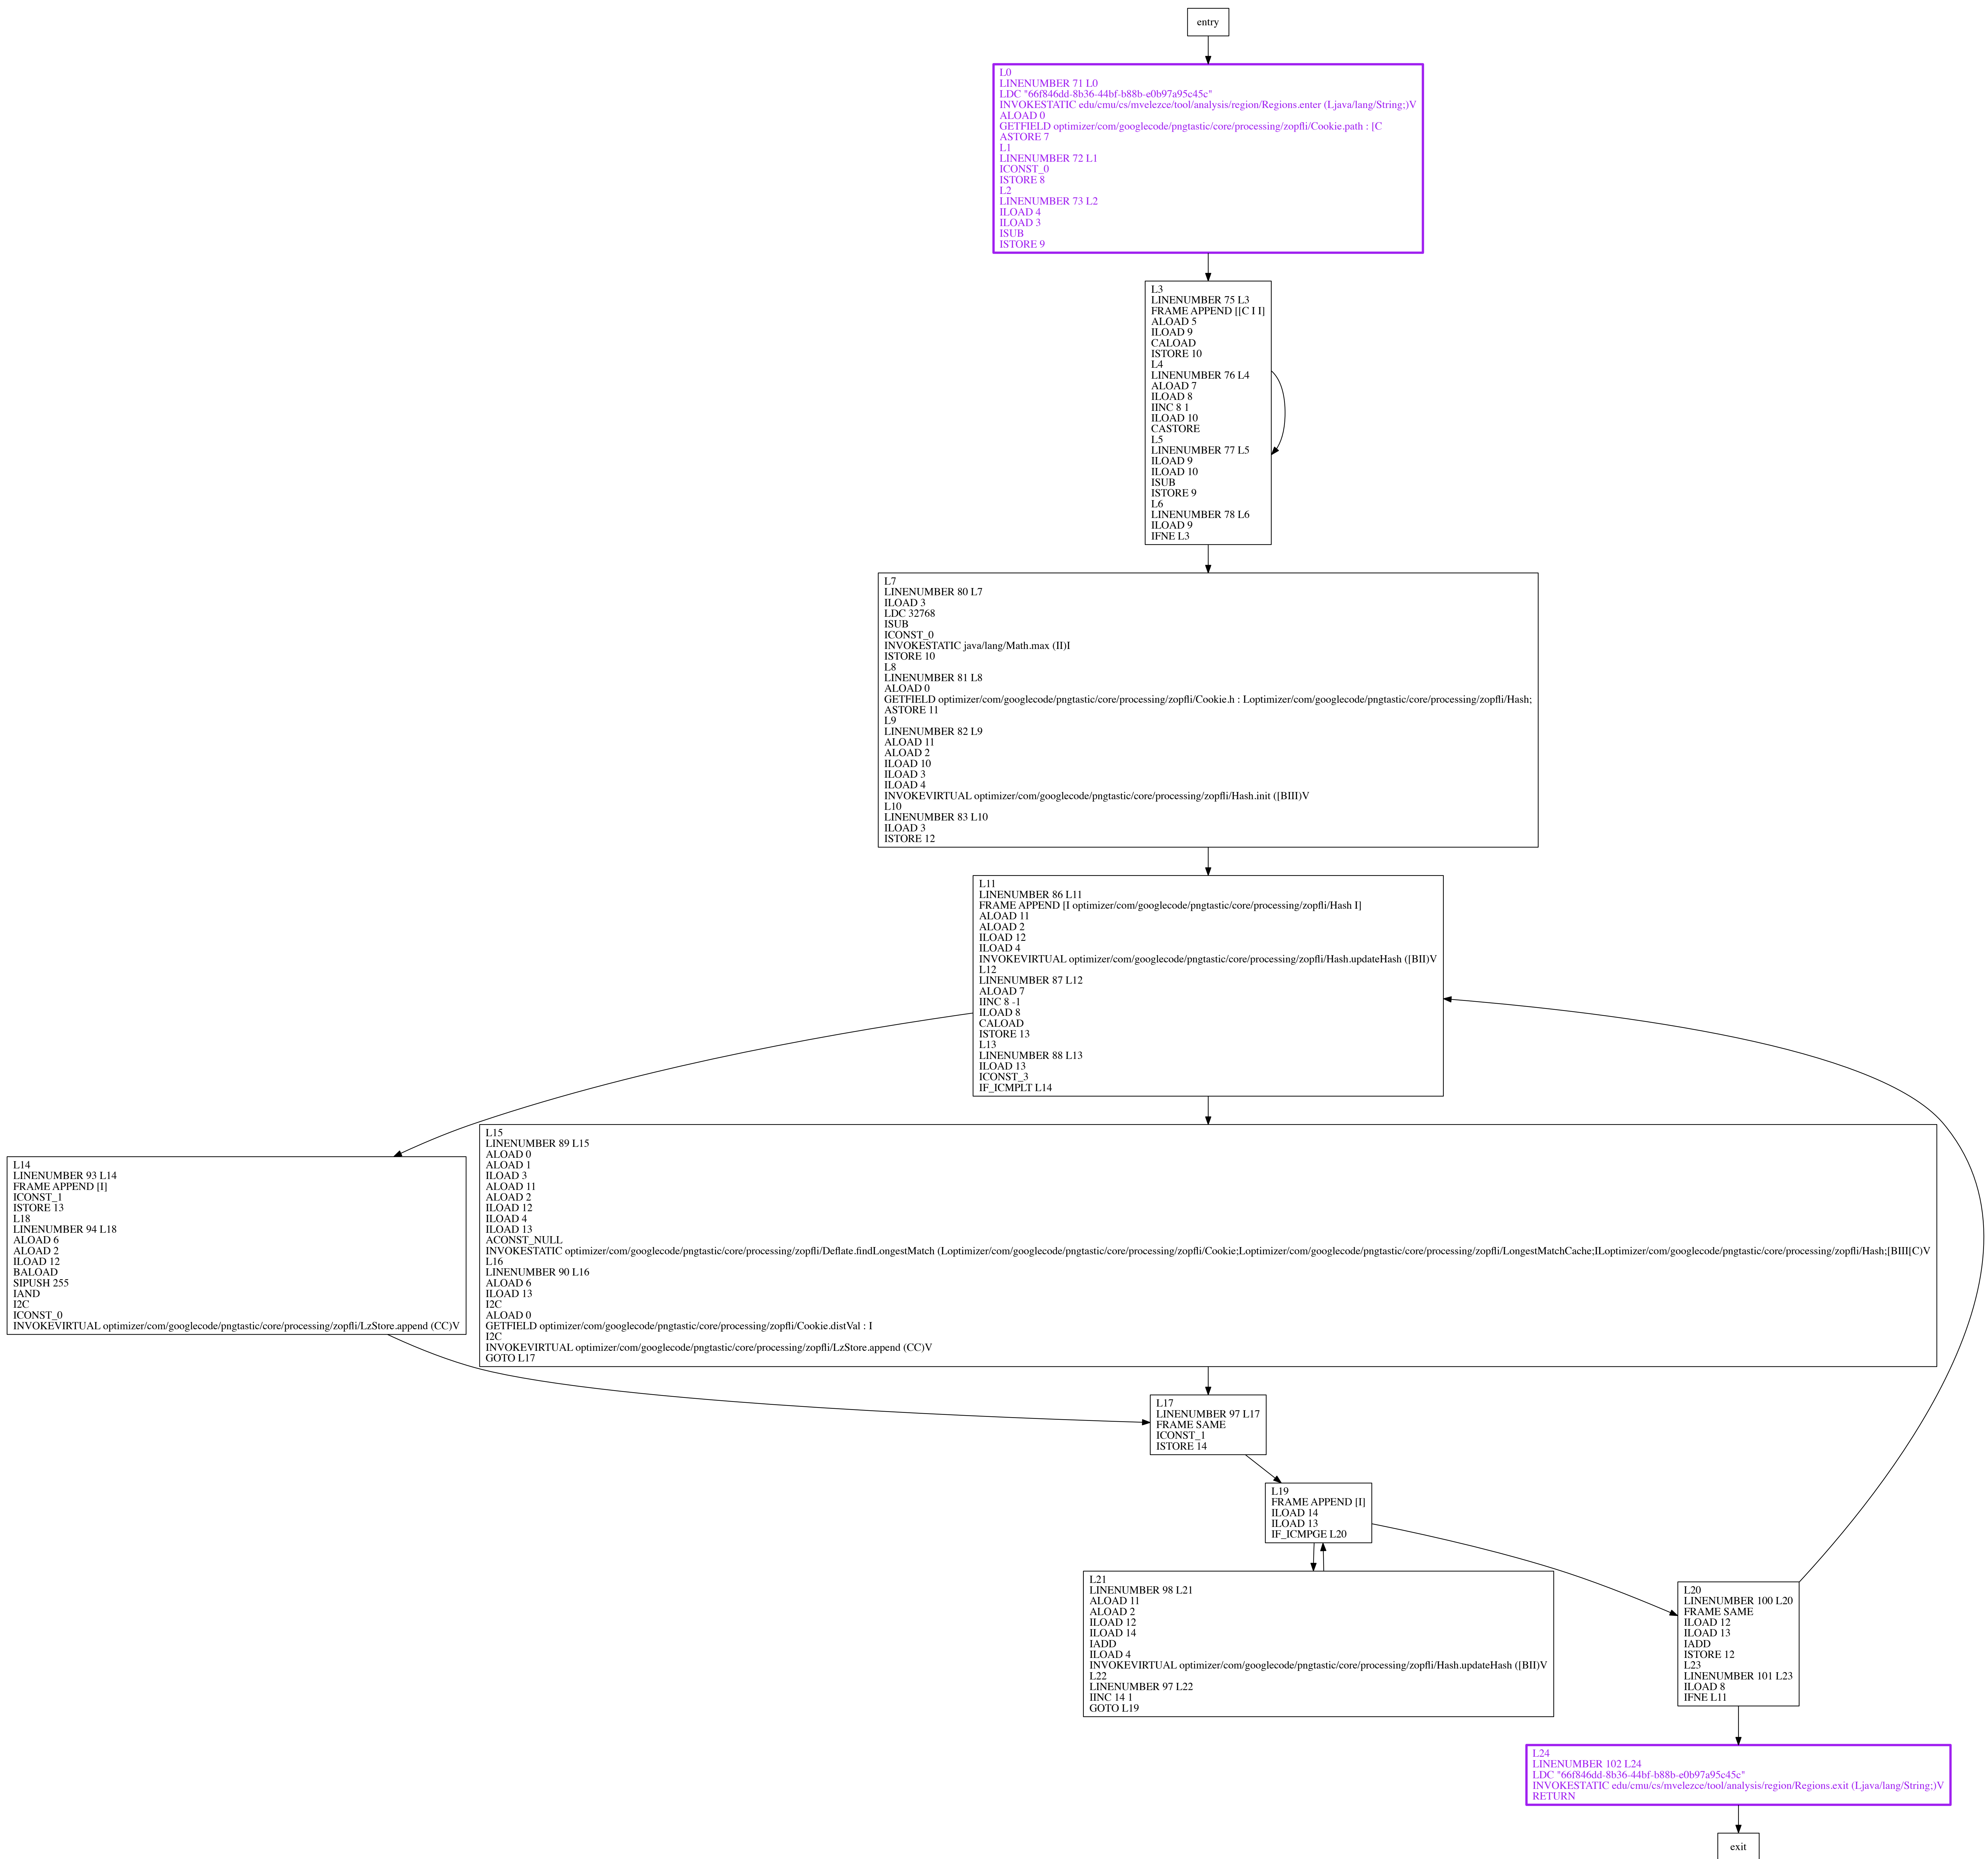 entry
L0
LINENUMBER 71 L0
LDC "66f846dd-8b36-44bf-b88b-e0b97a95c45c"
INVOKESTATIC edu/cmu/cs/mvelezce/tool/analysis/region/Regions.enter (Ljava/lang/String;)V
ALOAD 0
GETFIELD optimizer/com/googlecode/pngtastic/core/processing/zopfli/Cookie.path : [C
ASTORE 7
L1
LINENUMBER 72 L1
ICONST_0
ISTORE 8
L2
LINENUMBER 73 L2
ILOAD 4
ILOAD 3
ISUB
ISTORE 9
L3
LINENUMBER 75 L3
FRAME APPEND [[C I I]
ALOAD 5
ILOAD 9
CALOAD
ISTORE 10
L4
LINENUMBER 76 L4
ALOAD 7
ILOAD 8
IINC 8 1
ILOAD 10
CASTORE
L5
LINENUMBER 77 L5
ILOAD 9
ILOAD 10
ISUB
ISTORE 9
L6
LINENUMBER 78 L6
ILOAD 9
IFNE L3
L7
LINENUMBER 80 L7
ILOAD 3
LDC 32768
ISUB
ICONST_0
INVOKESTATIC java/lang/Math.max (II)I
ISTORE 10
L8
LINENUMBER 81 L8
ALOAD 0
GETFIELD optimizer/com/googlecode/pngtastic/core/processing/zopfli/Cookie.h : Loptimizer/com/googlecode/pngtastic/core/processing/zopfli/Hash;
ASTORE 11
L9
LINENUMBER 82 L9
ALOAD 11
ALOAD 2
ILOAD 10
ILOAD 3
ILOAD 4
INVOKEVIRTUAL optimizer/com/googlecode/pngtastic/core/processing/zopfli/Hash.init ([BIII)V
L10
LINENUMBER 83 L10
ILOAD 3
ISTORE 12
L11
LINENUMBER 86 L11
FRAME APPEND [I optimizer/com/googlecode/pngtastic/core/processing/zopfli/Hash I]
ALOAD 11
ALOAD 2
ILOAD 12
ILOAD 4
INVOKEVIRTUAL optimizer/com/googlecode/pngtastic/core/processing/zopfli/Hash.updateHash ([BII)V
L12
LINENUMBER 87 L12
ALOAD 7
IINC 8 -1
ILOAD 8
CALOAD
ISTORE 13
L13
LINENUMBER 88 L13
ILOAD 13
ICONST_3
IF_ICMPLT L14
L14
LINENUMBER 93 L14
FRAME APPEND [I]
ICONST_1
ISTORE 13
L18
LINENUMBER 94 L18
ALOAD 6
ALOAD 2
ILOAD 12
BALOAD
SIPUSH 255
IAND
I2C
ICONST_0
INVOKEVIRTUAL optimizer/com/googlecode/pngtastic/core/processing/zopfli/LzStore.append (CC)V
L15
LINENUMBER 89 L15
ALOAD 0
ALOAD 1
ILOAD 3
ALOAD 11
ALOAD 2
ILOAD 12
ILOAD 4
ILOAD 13
ACONST_NULL
INVOKESTATIC optimizer/com/googlecode/pngtastic/core/processing/zopfli/Deflate.findLongestMatch (Loptimizer/com/googlecode/pngtastic/core/processing/zopfli/Cookie;Loptimizer/com/googlecode/pngtastic/core/processing/zopfli/LongestMatchCache;ILoptimizer/com/googlecode/pngtastic/core/processing/zopfli/Hash;[BIII[C)V
L16
LINENUMBER 90 L16
ALOAD 6
ILOAD 13
I2C
ALOAD 0
GETFIELD optimizer/com/googlecode/pngtastic/core/processing/zopfli/Cookie.distVal : I
I2C
INVOKEVIRTUAL optimizer/com/googlecode/pngtastic/core/processing/zopfli/LzStore.append (CC)V
GOTO L17
L17
LINENUMBER 97 L17
FRAME SAME
ICONST_1
ISTORE 14
L19
FRAME APPEND [I]
ILOAD 14
ILOAD 13
IF_ICMPGE L20
L21
LINENUMBER 98 L21
ALOAD 11
ALOAD 2
ILOAD 12
ILOAD 14
IADD
ILOAD 4
INVOKEVIRTUAL optimizer/com/googlecode/pngtastic/core/processing/zopfli/Hash.updateHash ([BII)V
L22
LINENUMBER 97 L22
IINC 14 1
GOTO L19
L20
LINENUMBER 100 L20
FRAME SAME
ILOAD 12
ILOAD 13
IADD
ISTORE 12
L23
LINENUMBER 101 L23
ILOAD 8
IFNE L11
L24
LINENUMBER 102 L24
LDC "66f846dd-8b36-44bf-b88b-e0b97a95c45c"
INVOKESTATIC edu/cmu/cs/mvelezce/tool/analysis/region/Regions.exit (Ljava/lang/String;)V
RETURN
exit